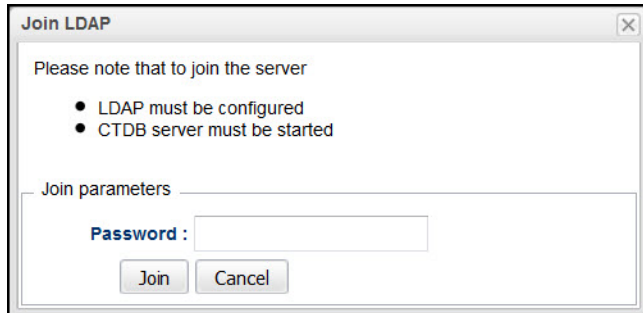 Join LDAP
Please note that to join the server
• LDAP must be configured
• CTDB server must be started
Join parameters
Password :
Join Cancel